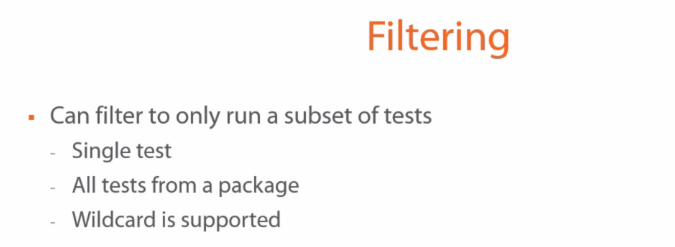 Filtering
▪ Can filter to only run a subset of tests
- Single test
- All tests from a package
- Wildcard is supported